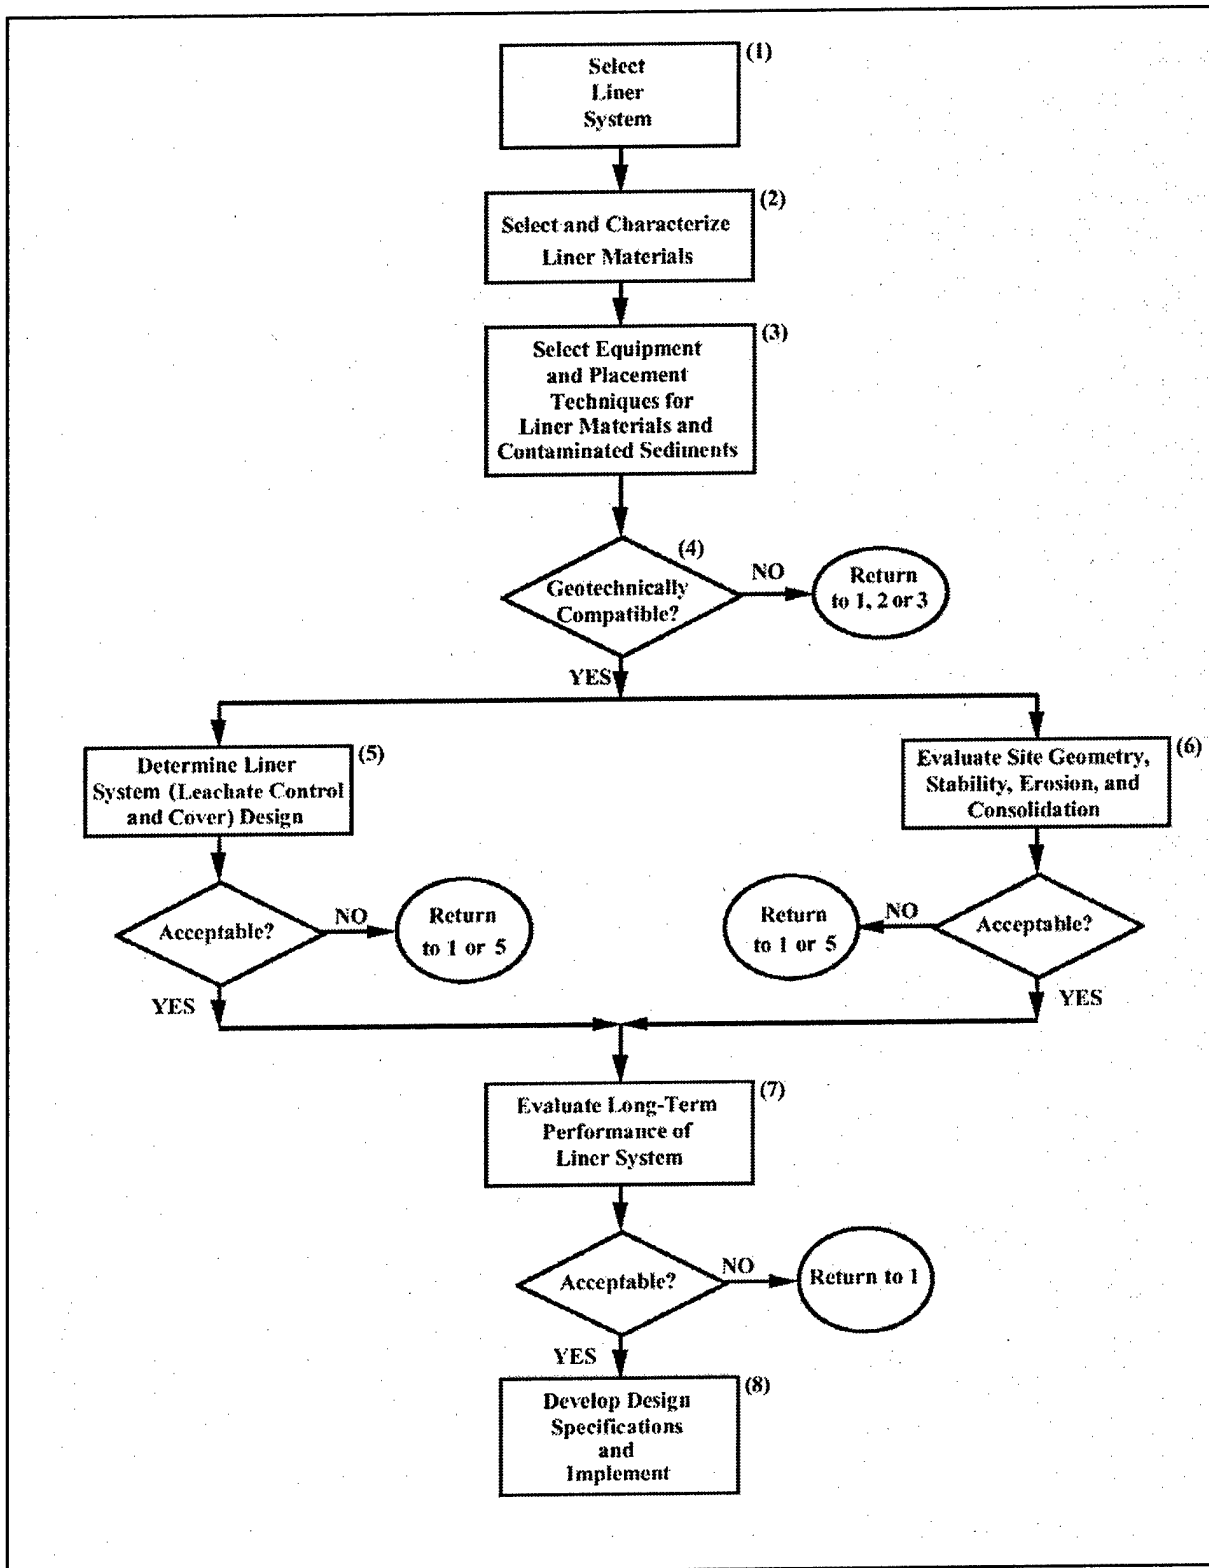 (1)
Select
Liner
System
(2)
Select and Characterize
Liner Materials
(3)
Select Equipment
and Placement
Techniques for
Liner Materials and
Contaminated Sediments
(4)
Geotechnically
Compatible?
NO
Return
to 1, 2 or 3
YES
(5)
Determine Liner
System (Leachate Control
and Cover) Design
(6)
Evaluate Site Geometry,
Stability, Erosion, and
Consolidation
Acceptable?
NO
Return
to 1 or 5
YES
Return
to 1 or 5
NO
Acceptable?
YES
(7)
Evaluate Long-Term
Performance of
Liner System
Acceptable?
NO
Return to 1
YES
(8)
Develop Design
Specifications
and
Implement